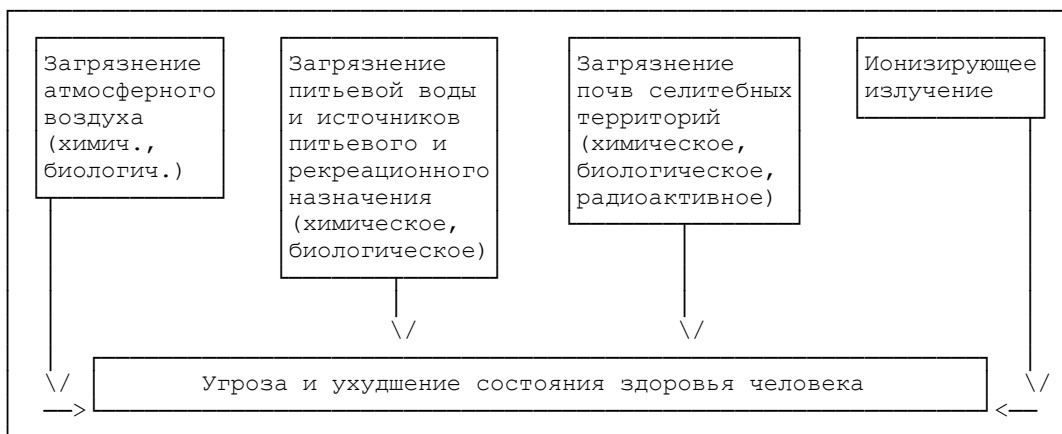 Загрязнение
атмосферного
воздуха
(химич.,
биологич.)
Загрязнение
питьевой воды
и источников
питьевого и
рекреационного
назначения
(химическое,
биологическое)
Загрязнение
почв селитебных
территорий
(химическое,
биологическое,
радиоактивное)
Ионизирующее
излучение
Угроза и ухудшение состояния здоровья человека